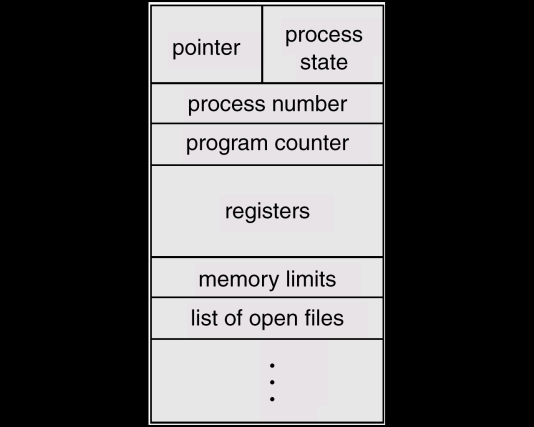 pointer
process
state
process number
program counter
registers
memory limits
list of open files